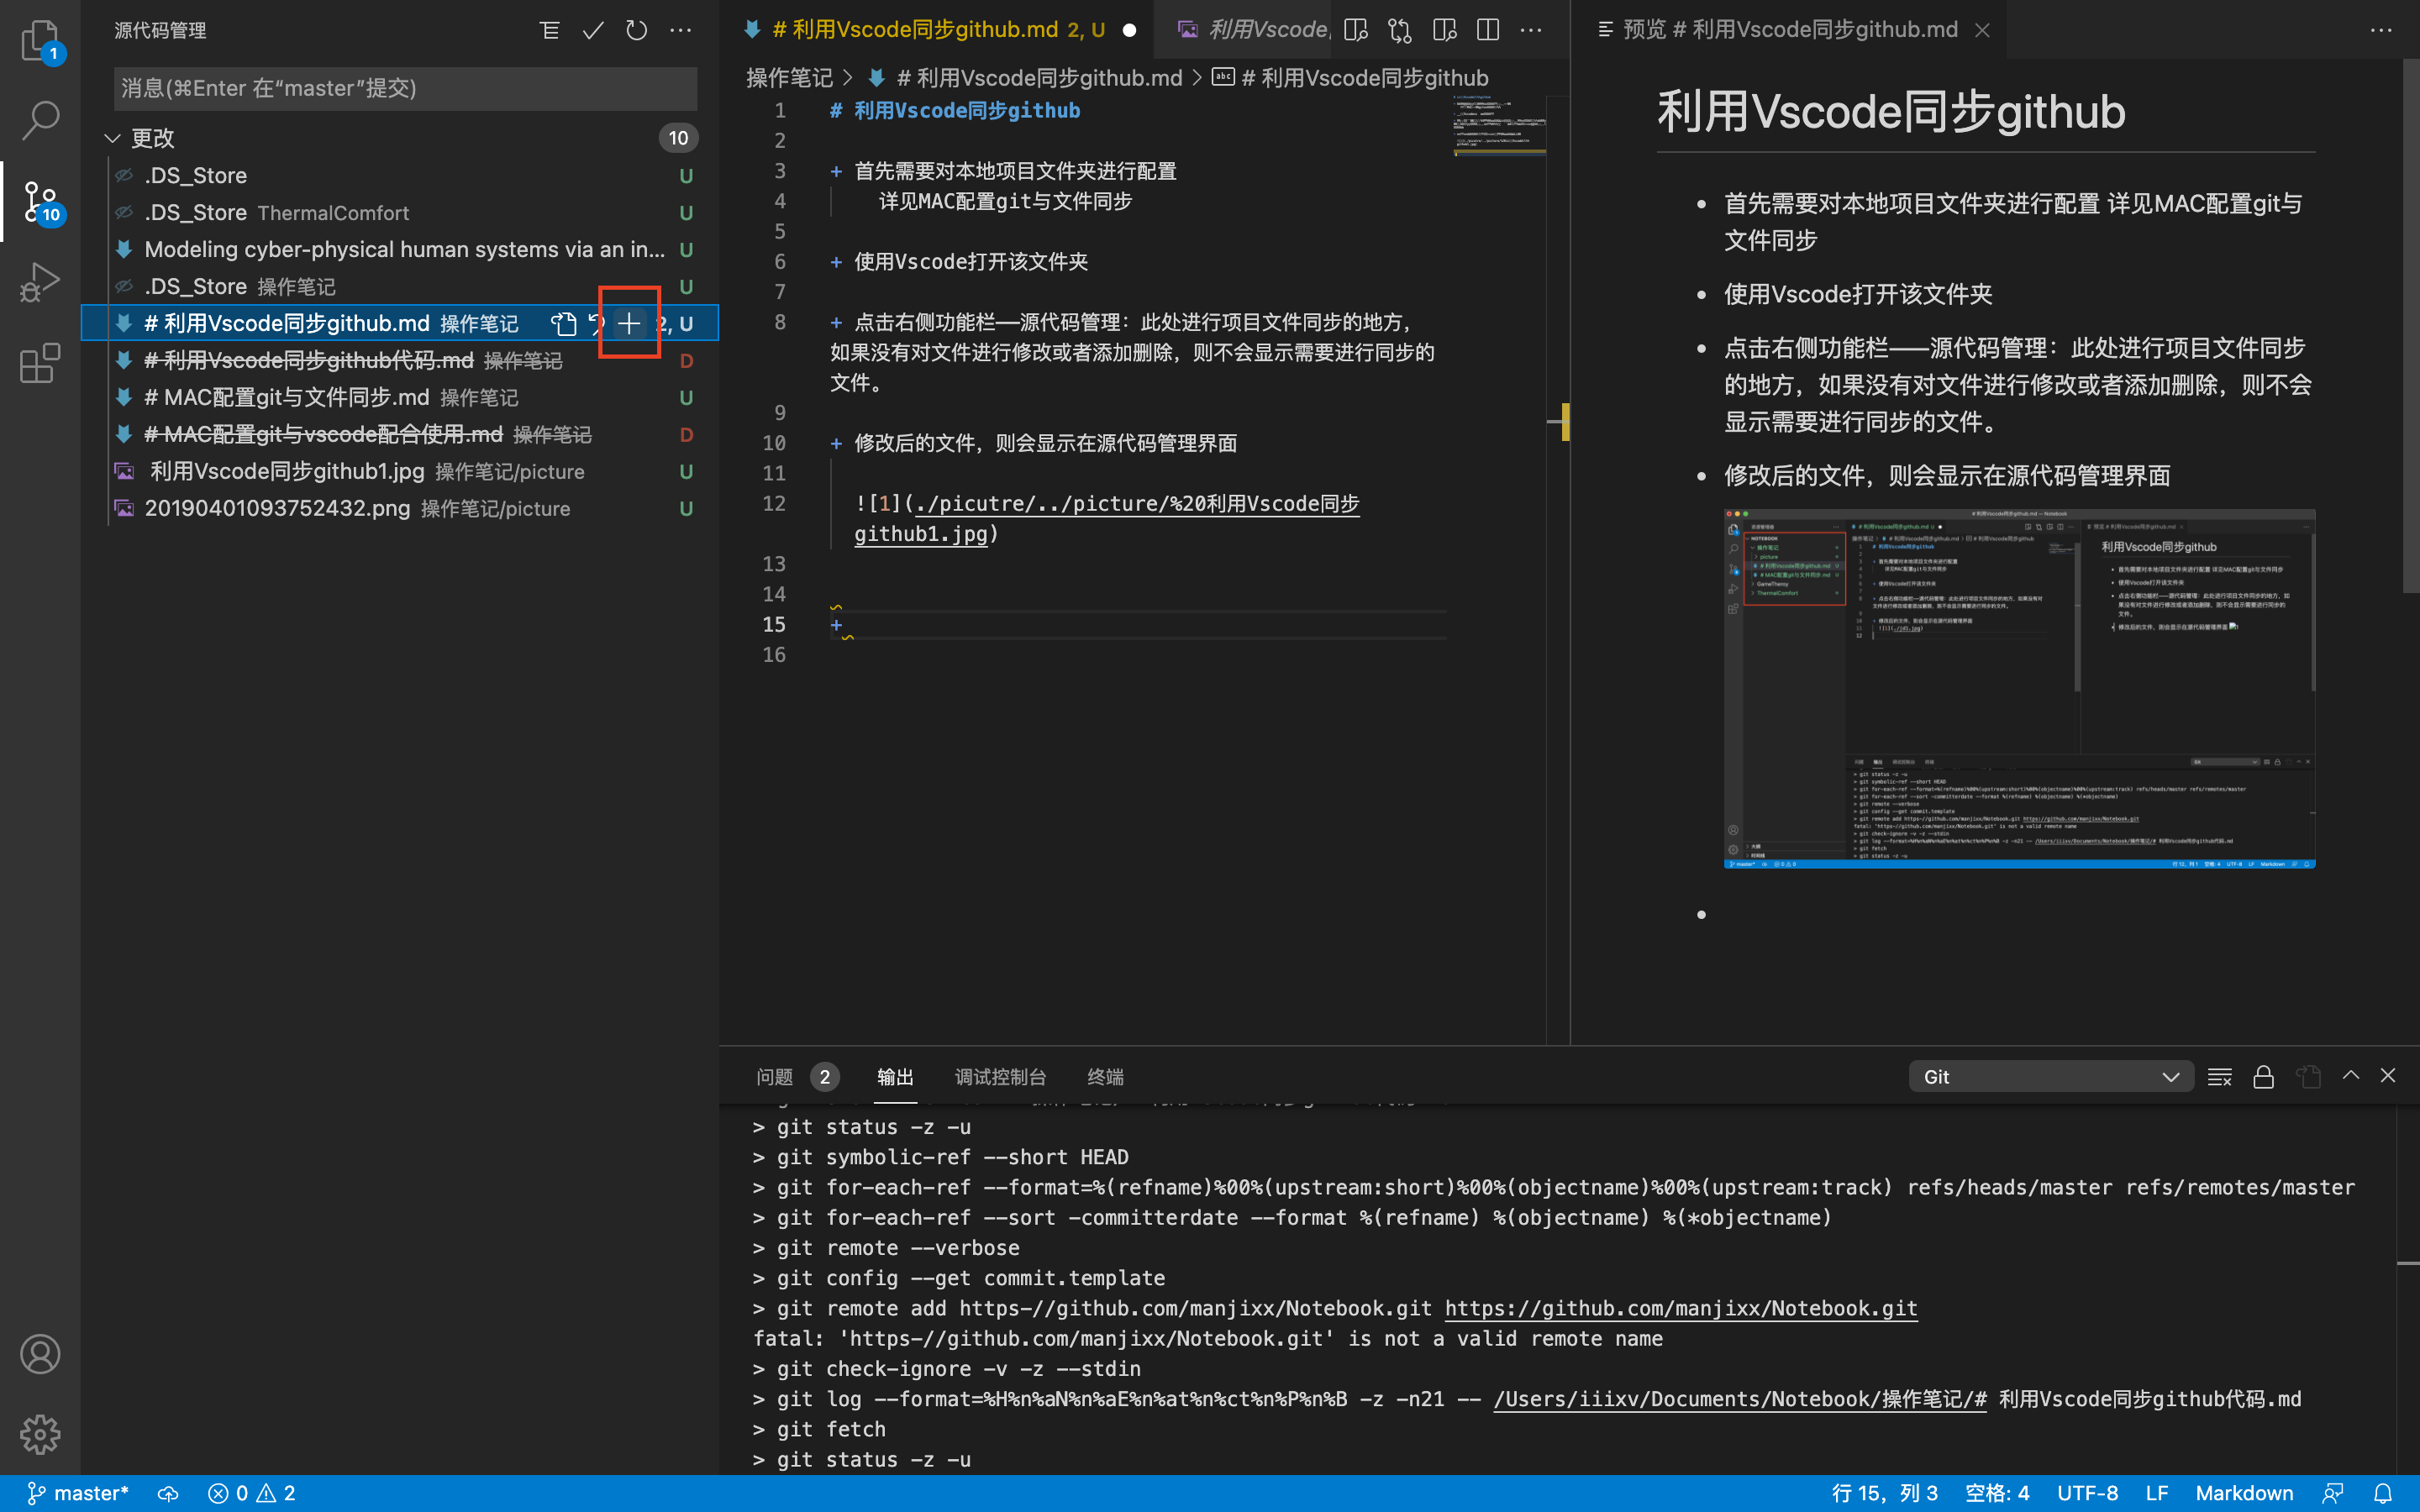 源代码管理
消息(⌘Enter 在“master”提交)
更改 10
.DS_Store U
.DS_Store ThermalComfort U
Modeling cyber-physical human systems via an in... U
.DS_Store 操作笔记 U
# 利用Vscode同步github.md 操作笔记 2, U
# 利用Vscode同步github代码.md 操作笔记 D
# MAC配置git与文件同步.md 操作笔记 U
# MAC配置git与vscode配合使用.md 操作笔记 D
利用Vscode同步github1.jpg 操作笔记/picture U
20190401093752432.png 操作笔记/picture U
1
10
# 利用Vscode同步github.md 2, U
利用Vscode
操作笔记 > # 利用Vscode同步github.md > # 利用Vscode同步github
1 # 利用Vscode同步github
2
3 + 首先需要对本地项目文件夹进行配置
4 详见MAC配置git与文件同步
5
6 + 使用Vscode打开该文件夹
7
8 + 点击右侧功能栏——源代码管理：此处进行项目文件同步的地方，
如果没有对文件进行修改或者添加删除，则不会显示需要进行同步的
文件。
9
10 + 修改后的文件，则会显示在源代码管理界面
11
12 ![1](./picutre/../picture/%20利用Vscode同步
github1.jpg)
13
14
15 +
16
预览 # 利用Vscode同步github.md
利用Vscode同步github
• 首先需要对本地项目文件夹进行配置 详见MAC配置git与
文件同步
• 使用Vscode打开该文件夹
• 点击右侧功能栏——源代码管理：此处进行项目文件同步
的地方，如果没有对文件进行修改或者添加删除，则不会
显示需要进行同步的文件。
• 修改后的文件，则会显示在源代码管理界面
•
问题 2 输出 调试控制台 终端 Git
> git status -z -u
> git symbolic-ref --short HEAD
> git for-each-ref --format=%(refname)%00%(upstream:short)%00%(objectname)%00%(upstream:track) refs/heads/master refs/remotes/master
> git for-each-ref --sort -committerdate --format %(refname) %(objectname) %(*objectname)
> git remote --verbose
> git config --get commit.template
> git remote add https-//github.com/manjixx/Notebook.git https://github.com/manjixx/Notebook.git
fatal: 'https-//github.com/manjixx/Notebook.git' is not a valid remote name
> git check-ignore -v -z --stdin
> git log --format=%H%n%aN%n%aE%n%at%n%ct%n%P%n%B -z -n21 -- /Users/iiixv/Documents/Notebook/操作笔记/# 利用Vscode同步github代码.md
> git fetch
> git status -z -u
master* 0 2 行 15，列 3 空格: 4 UTF-8 LF Markdown